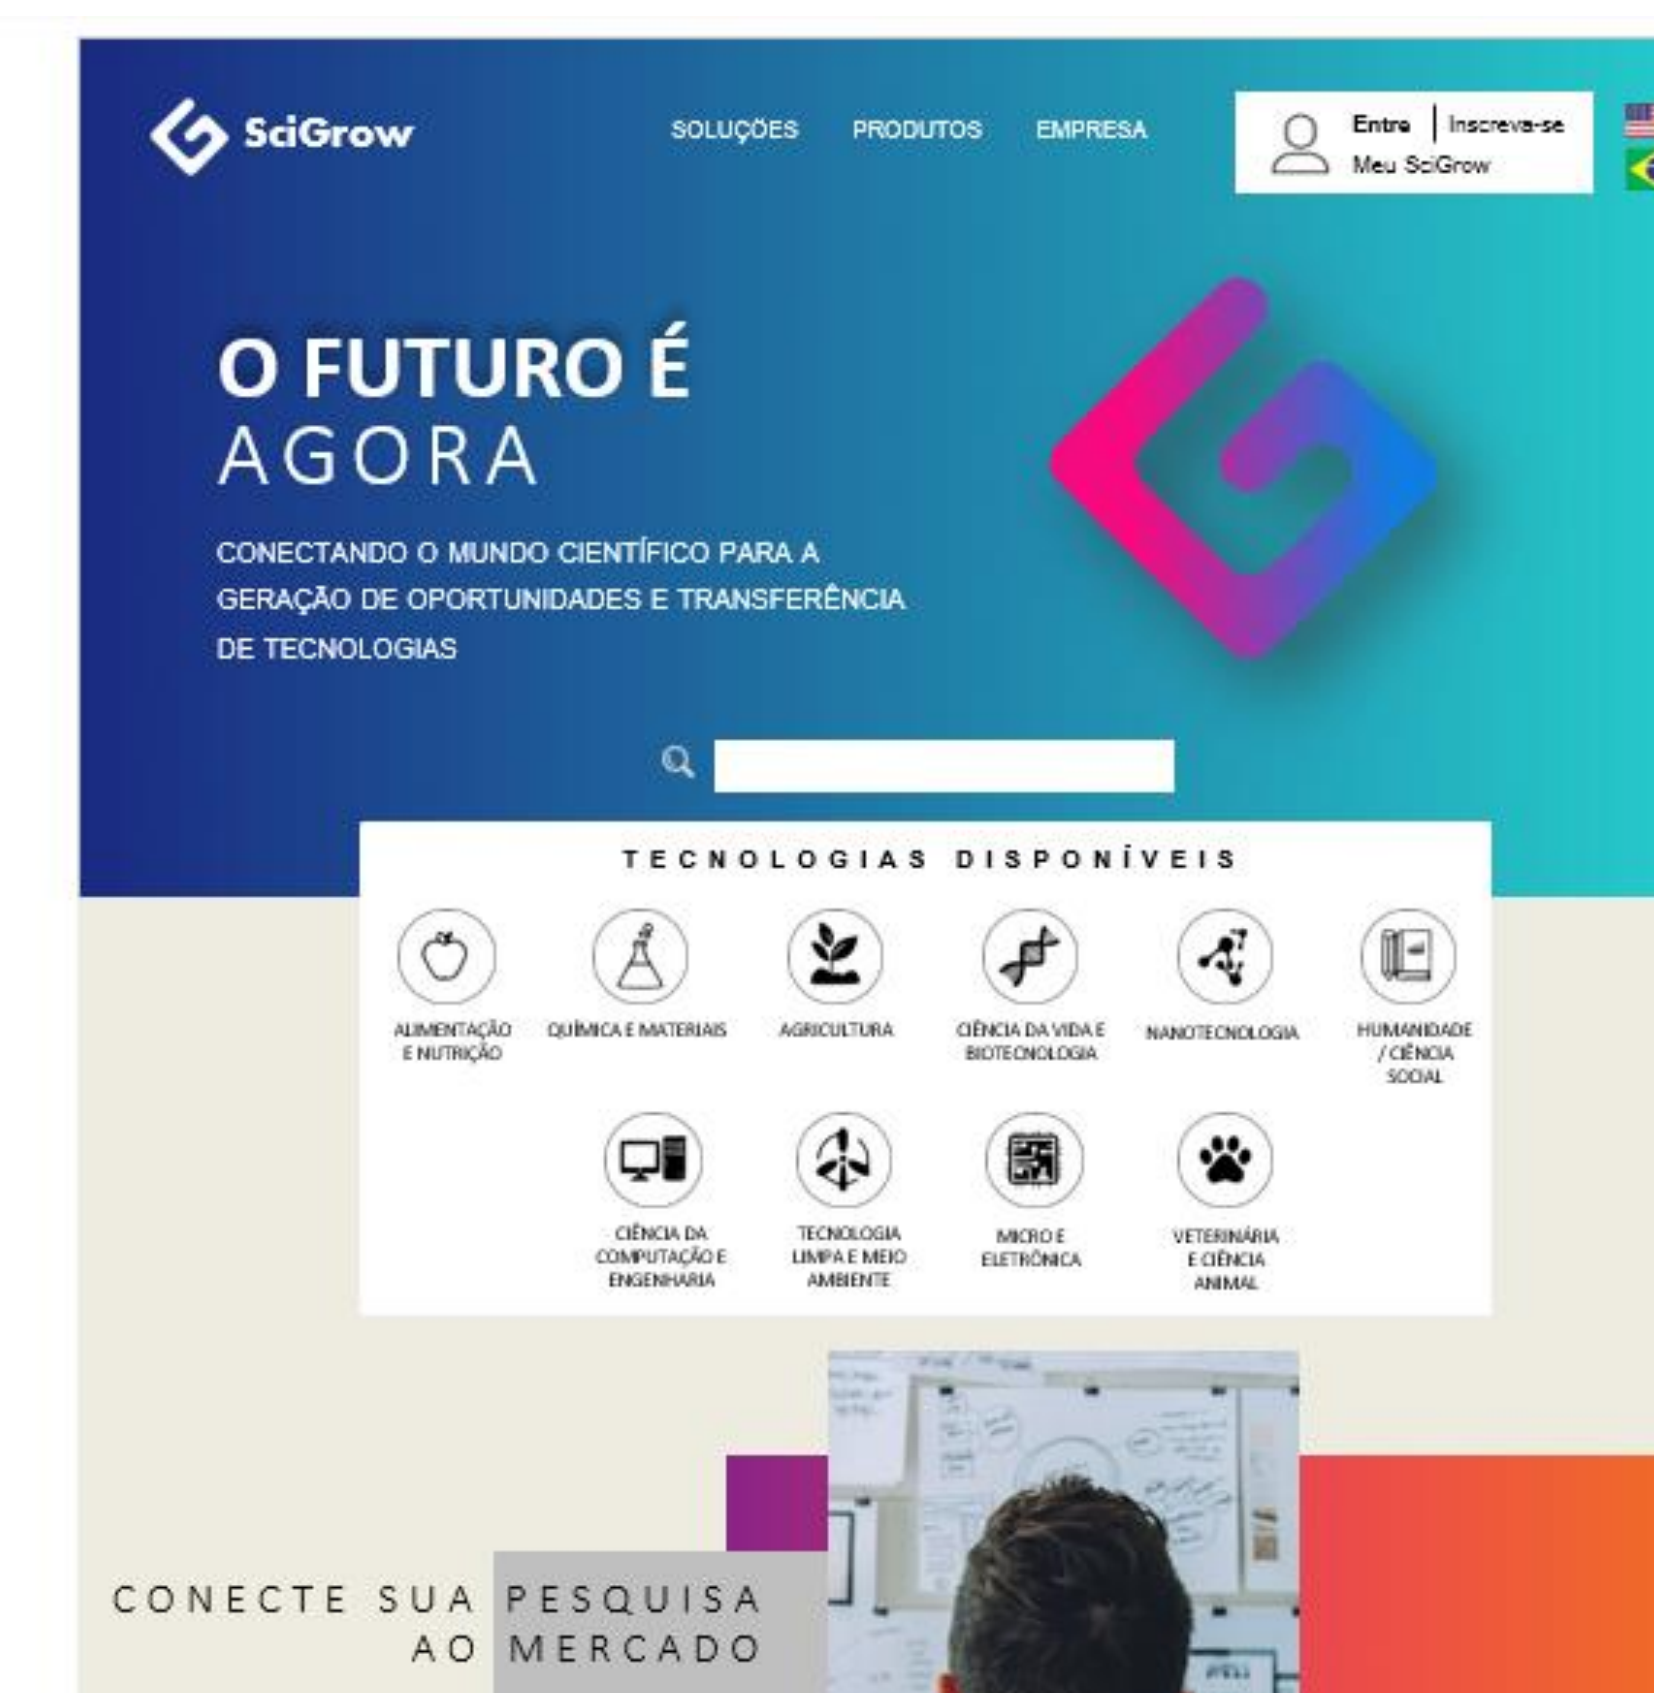 SciGrow
SOLUÇÕES PRODUTOS EMPRESA
Entre | Inscreva-se
Meu SciGrow
O FUTURO É
AGORA
CONECTANDO O MUNDO CIENTÍFICO PARA A
GERAÇÃO DE OPORTUNIDADES E TRANSFERÊNCIA
DE TECNOLOGIAS
TECNOLOGIAS DISPONÍVEIS
ALIMENTAÇÃO
E NUTRIÇÃO
QUÍMICA E MATERIAIS
AGRICULTURA
CIÊNCIA DA VIDA E
BIOTECNOLOGIA
NANOTECNOLOGIA
HUMANIDADE
/ CIÊNCIA
SOCIAL
CIÊNCIA DA
COMPUTAÇÃO E
ENGENHARIA
TECNOLOGIA
LIMPA E MEIO
AMBIENTE
MICRO E
ELETRÔNICA
VETERINÁRIA
E CIÊNCIA
ANIMAL
CONECTE SUA PESQUISA
AO MERCADO